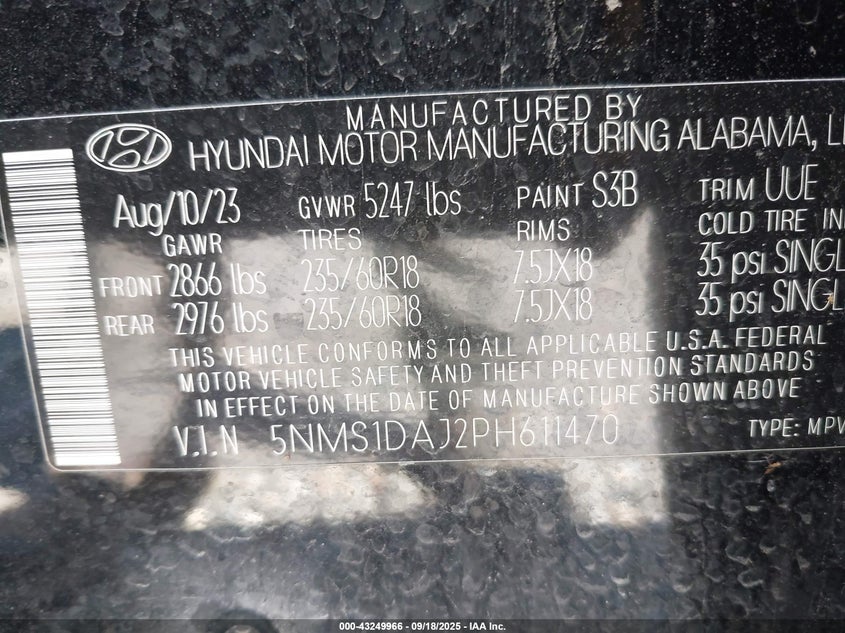 MANUFACTURED BY
HYUNDAI MOTOR MANUFACTURING ALABAMA,
Aug/10/23 GVWR 5247 lbs PAINT S3B TRIM UUE
GAWR TIRES RIMS COLD TIRE
FRONT 2866 lbs 235/60R18 7.5JX18 35 psi SINGL
REAR 2976 lbs 235/60R18 7.5JX18 35 psi SINGL
THIS VEHICLE CONFORMS TO ALL APPLICABLE U.S.A. FEDERAL
MOTOR VEHICLE SAFETY AND THEFT PREVENTION STANDARDS
IN EFFECT ON THE DATE OF MANUFACTURE SHOWN ABOVE
V.I.N 5NMS1DAJ2PH611470 TYPE: MPV
000-43249966 - 09/18/2025 - IAA Inc.